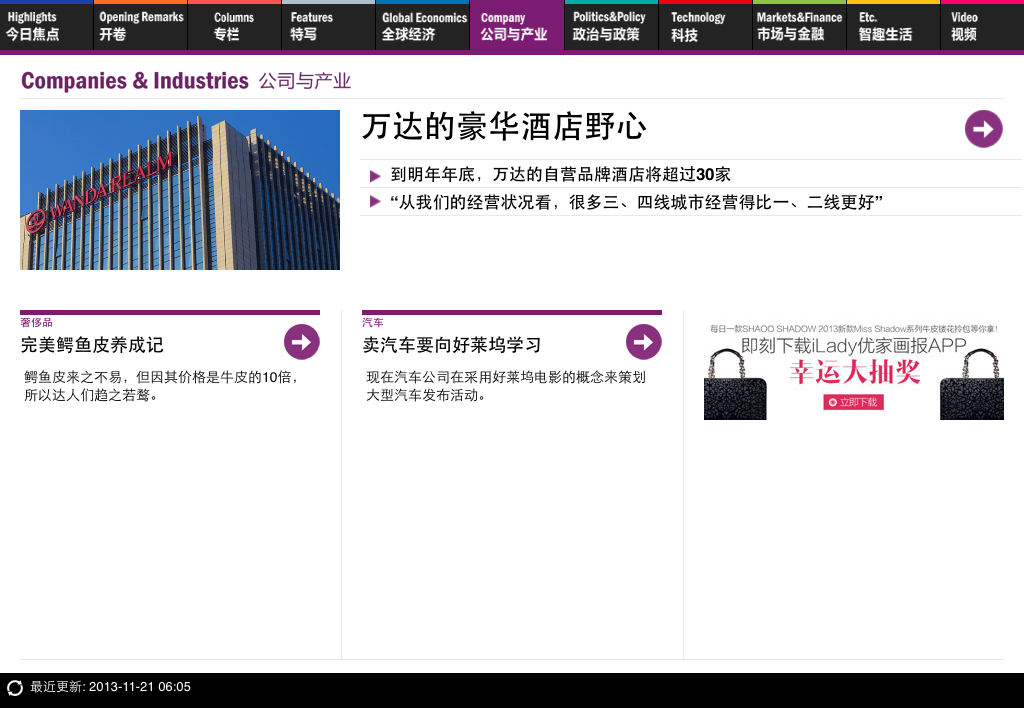 Highlights
今日焦点
Opening Remarks
开卷
Columns
专栏
Features
特写
Global Economics
全球经济
Company
公司与产业
Politics&Policy
政治与政策
Technology
科技
Markets&Finance
市场与金融
Etc.
智趣生活
Video
视频
Companies & Industries 公司与产业
WANDA REALM
万达的豪华酒店野心
到明年年底，万达的自营品牌酒店将超过30家
“从我们的经营状况看，很多三、四线城市经营得比一、二线更好”
奢侈品
完美鳄鱼皮养成记
鳄鱼皮来之不易，但因其价格是牛皮的10倍，
所以达人们趋之若鹜。
汽车
卖汽车要向好莱坞学习
现在汽车公司在采用好莱坞电影的概念来策划
大型汽车发布活动。
每日一款SHAOO SHADOW 2013新款Miss Shadow系列牛皮镂花拎包等你拿！
即刻下载iLady优家画报APP
幸运大抽奖
立即下载
最近更新: 2013-11-21 06:05